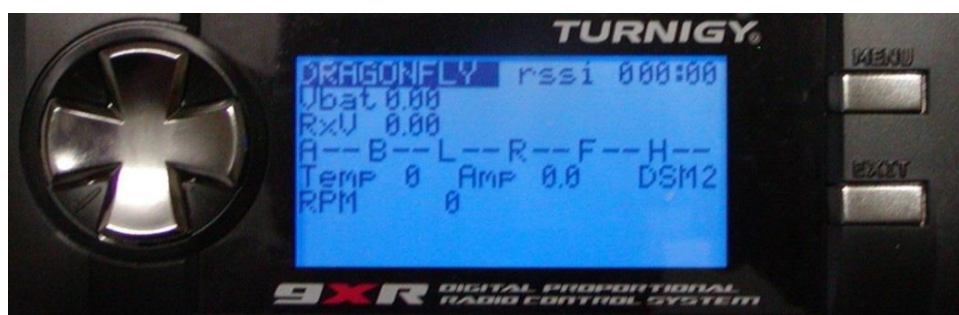 TURNIGY®
MENU
DRAGONFLY rssi 000:00
Vbat 0.00
RxV 0.00
A--B--L--R--F--H--
Temp 0 Amp 0.0 DSM2
RPM 0
EXIT
9XR DIGITAL PROPORTIONAL
RADIO CONTROL SYSTEM